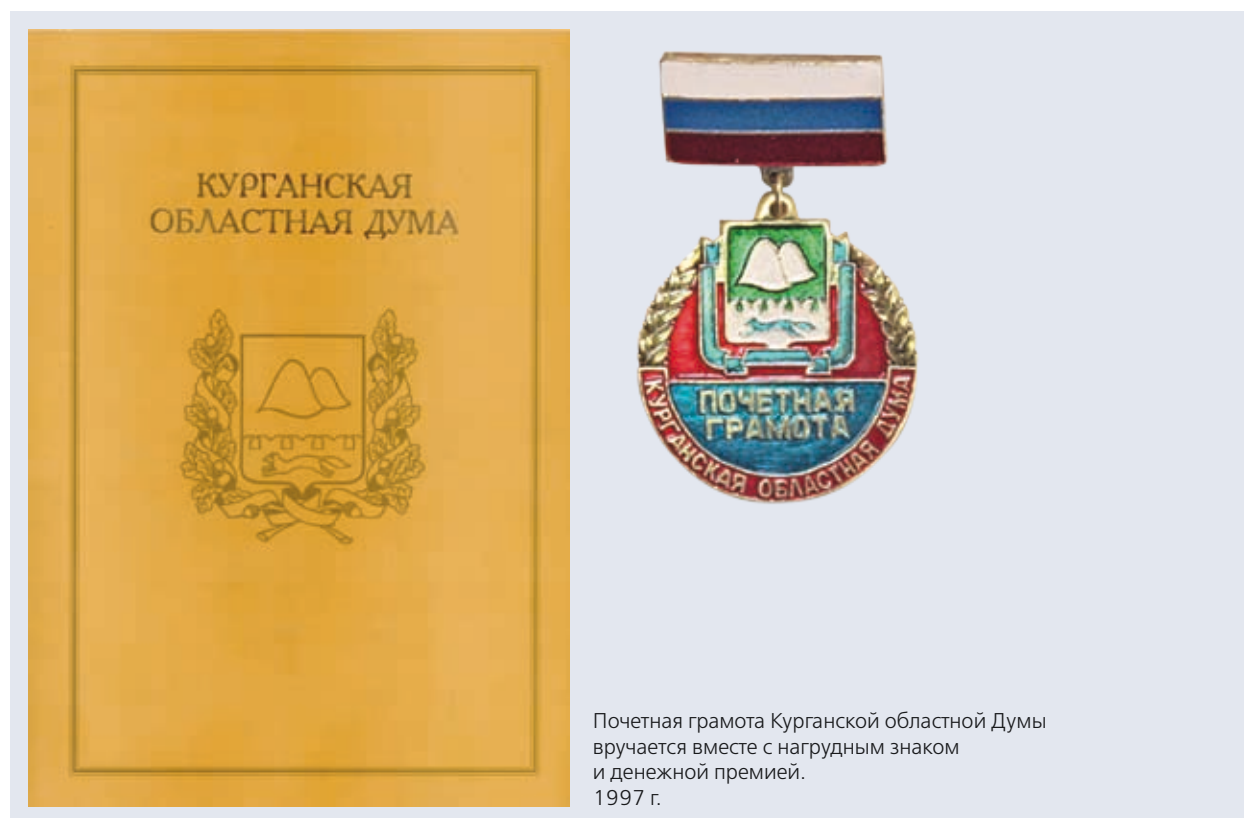 КУРГАНСКАЯ
ОБЛАСТНАЯ ДУМА
ПОЧЕТНАЯ
ГРАМОТА
КУРГАНСКАЯ ОБЛАСТНАЯ ДУМА
Почетная грамота Курганской областной Думы
вручается вместе с нагрудным знаком
и денежной премией.
1997 г.